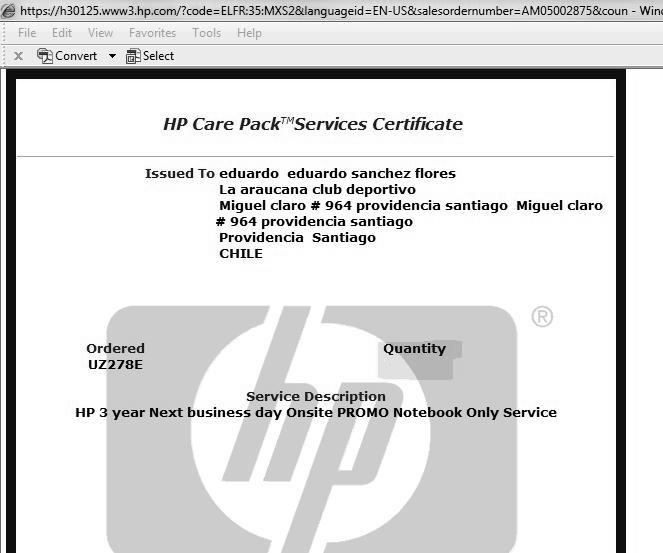 https://h30125.www3.hp.com/?code=ELFR:35:MXS2&languageid=EN-US&salesordernumber=AM05002875&coun - Wind
File Edit View Favorites Tools Help
x Convert Select
HP Care Pack™Services Certificate
Issued To eduardo eduardo sanchez flores
La araucana club deportivo
Miguel claro # 964 providencia santiago Miguel claro
# 964 providencia santiago
Providencia Santiago
CHILE
®
Ordered Quantity
UZ278E
Service Description
HP 3 year Next business day Onsite PROMO Notebook Only Service
hp